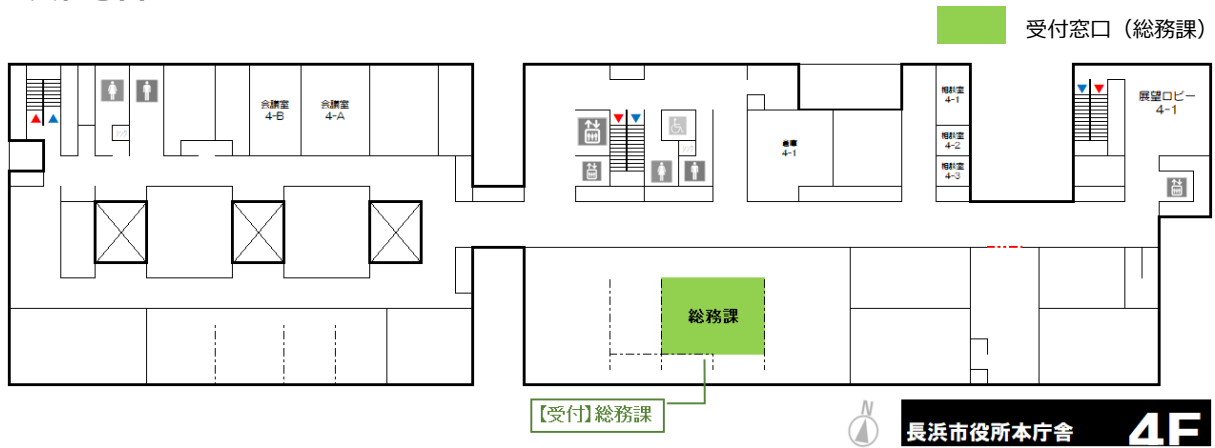 受付窓口（総務課）
会議室
4-B
会議室
4-A
倉庫
4-1
相談室
4-1
相談室
4-2
相談室
4-3
展望ロビー
4-1
総務課
【受付】総務課
N
長浜市役所本庁舎
4F